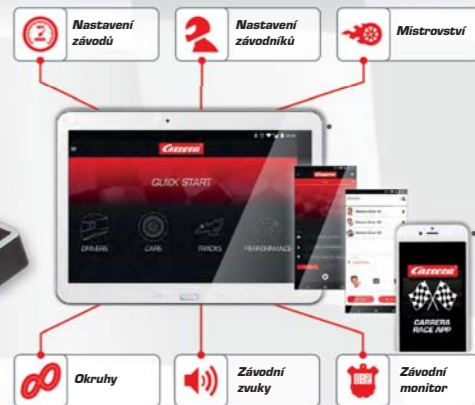 Nastavení
závodů
Nastavení
závodníků
Mistrovství
Carrera
QUICK START
DRIVERS
CARS
TRACKS
PERFORMANCE
Carrera
Carrera
CARRERA
RACE APP
Okruhy
Závodní
zvuky
Závodní
monitor